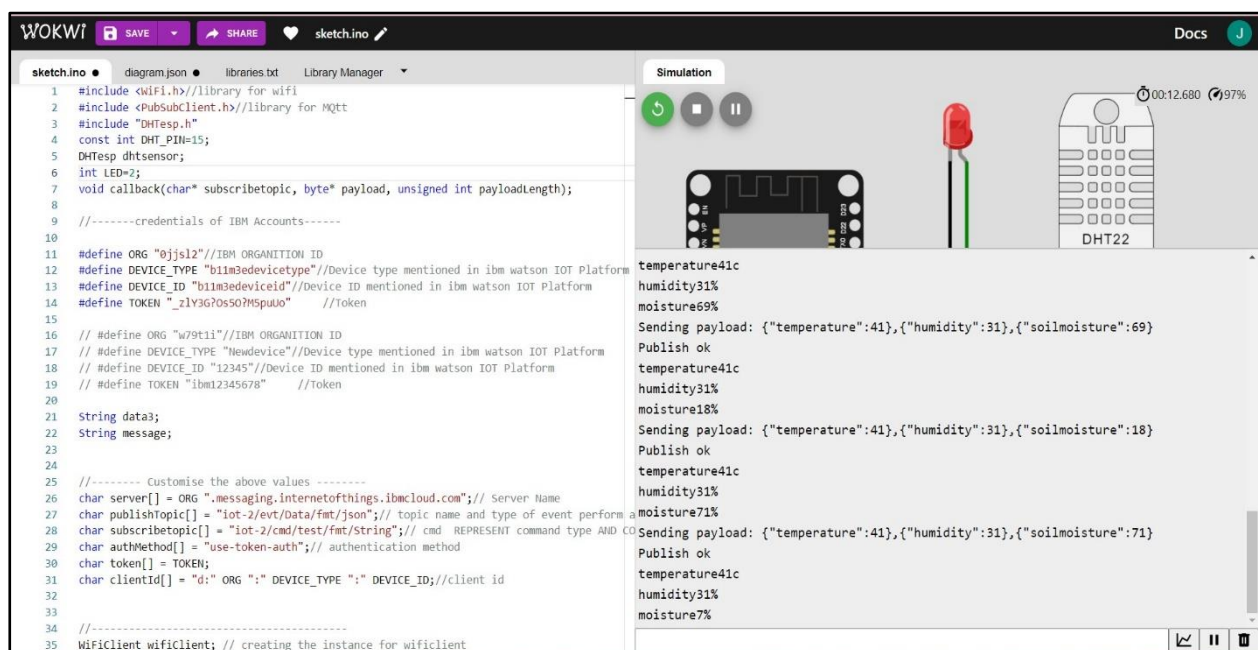 WOKWi SAVE SHARE sketch.ino Docs J
sketch.ino diagram.json libraries.txt Library Manager
1 #include <WiFi.h>//library for wifi
2 #include <PubSubClient.h>//library for MQtt
3 #include "DHTesp.h"
4 const int DHT_PIN=15;
5 DHTesp dhtsensor;
6 int LED=2;
7 void callback(char* subscribetopic, byte* payload, unsigned int payloadLength);
8
9 //-------credentials of IBM Accounts------
10
11 #define ORG "0jjsl2"//IBM ORGANITION ID
12 #define DEVICE_TYPE "b11m3edevicetype"//Device type mentioned in ibm watson IOT Platform
13 #define DEVICE_ID "b11m3edeviceid"//Device ID mentioned in ibm watson IOT Platform
14 #define TOKEN "_zlY3G?Os5O?M5puUo" //Token
15
16 // #define ORG "w79t1i"//IBM ORGANITION ID
17 // #define DEVICE_TYPE "Newdevice"//Device type mentioned in ibm watson IOT Platform
18 // #define DEVICE_ID "12345"//Device ID mentioned in ibm watson IOT Platform
19 // #define TOKEN "ibm12345678" //Token
20
21 String data3;
22 String message;
23
24
25 //-------- Customise the above values --------
26 char server[] = ORG ".messaging.internetofthings.ibmcloud.com";// Server Name
27 char publishTopic[] = "iot-2/evt/Data/fmt/json";// topic name and type of event perform a
28 char subscribetopic[] = "iot-2/cmd/test/fmt/String";// cmd REPRESENT command type AND CO
29 char authMethod[] = "use-token-auth";// authentication method
30 char token[] = TOKEN;
31 char clientId[] = "d:" ORG ":" DEVICE_TYPE ":" DEVICE_ID;//client id
32
33
34 //-----------------------------------------
35 WiFiClient wifiClient; // creating the instance for wificlient
Simulation
00:12.680 97%
EN
VP
VN
D23
D22
TX0
DHT22
temperature41c
humidity31%
moisture69%
Sending payload: {"temperature":41},{"humidity":31},{"soilmoisture":69}
Publish ok
temperature41c
humidity31%
moisture18%
Sending payload: {"temperature":41},{"humidity":31},{"soilmoisture":18}
Publish ok
temperature41c
humidity31%
moisture71%
Sending payload: {"temperature":41},{"humidity":31},{"soilmoisture":71}
Publish ok
temperature41c
humidity31%
moisture7%